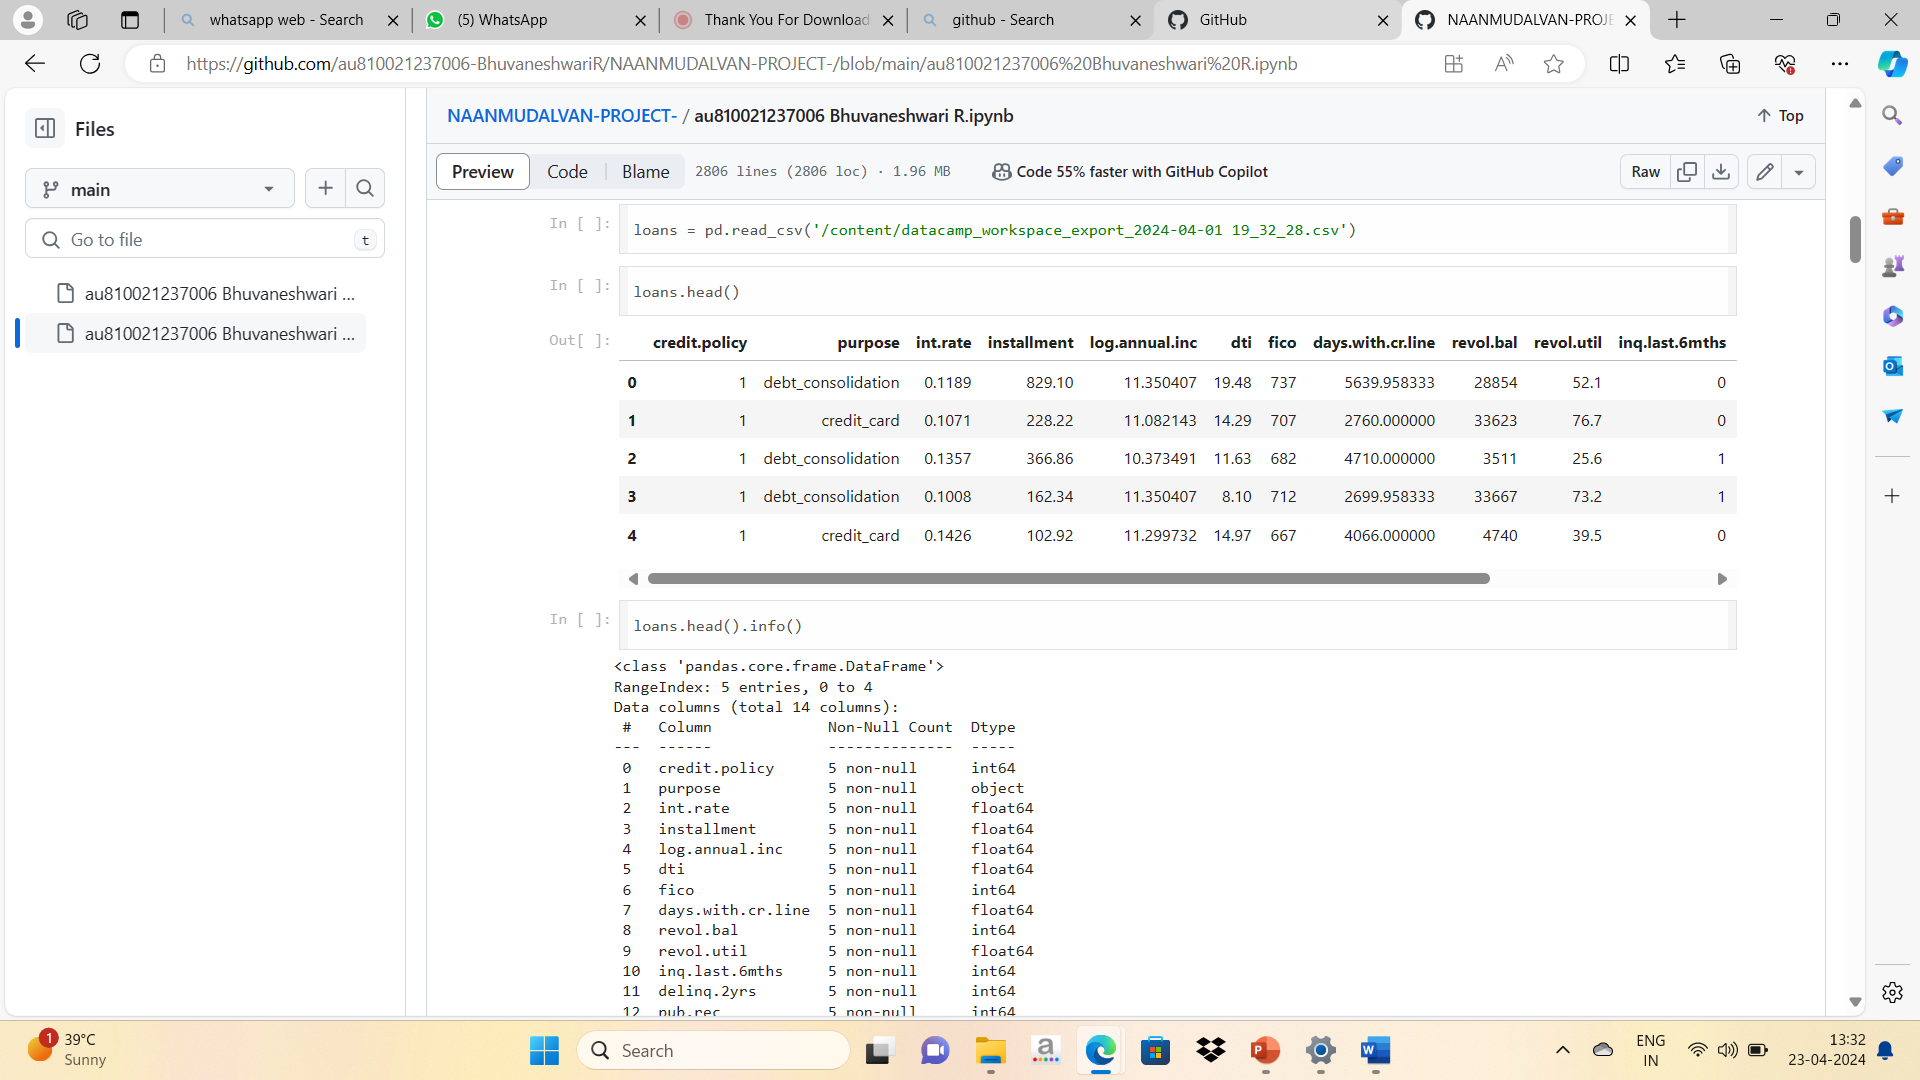 whatsapp web - Search
(5) WhatsApp
Thank You For Download
github - Search
GitHub
NAANMUDALVAN-PROJE
https://github.com/au810021237006-BhuvaneshwariR/NAANMUDALVAN-PROJECT-/blob/main/au810021237006%20Bhuvaneshwari%20R.ipynb
Files
main
Go to file
t
au810021237006 Bhuvaneshwari ...
au810021237006 Bhuvaneshwari ...
NAANMUDALVAN-PROJECT- / au810021237006 Bhuvaneshwari R.ipynb
Top
Preview Code Blame 2806 lines (2806 loc) · 1.96 MB Code 55% faster with GitHub Copilot Raw
In [ ]: loans = pd.read_csv('/content/datacamp_workspace_export_2024-04-01 19_32_28.csv')
In [ ]: loans.head()
Out[ ]: credit.policy purpose int.rate installment log.annual.inc dti fico days.with.cr.line revol.bal revol.util inq.last.6mths
0 1 debt_consolidation 0.1189 829.10 11.350407 19.48 737 5639.958333 28854 52.1 0
1 1 credit_card 0.1071 228.22 11.082143 14.29 707 2760.000000 33623 76.7 0
2 1 debt_consolidation 0.1357 366.86 10.373491 11.63 682 4710.000000 3511 25.6 1
3 1 debt_consolidation 0.1008 162.34 11.350407 8.10 712 2699.958333 33667 73.2 1
4 1 credit_card 0.1426 102.92 11.299732 14.97 667 4066.000000 4740 39.5 0
In [ ]: loans.head().info()
<class 'pandas.core.frame.DataFrame'>
RangeIndex: 5 entries, 0 to 4
Data columns (total 14 columns):
# Column Non-Null Count Dtype
--- ------ -------------- -----
0 credit.policy 5 non-null int64
1 purpose 5 non-null object
2 int.rate 5 non-null float64
3 installment 5 non-null float64
4 log.annual.inc 5 non-null float64
5 dti 5 non-null float64
6 fico 5 non-null int64
7 days.with.cr.line 5 non-null float64
8 revol.bal 5 non-null int64
9 revol.util 5 non-null float64
10 inq.last.6mths 5 non-null int64
11 delinq.2yrs 5 non-null int64
12 pub.rec 5 non-null int64
1
39°C
Sunny
Search
ENG
IN
13:32
23-04-2024